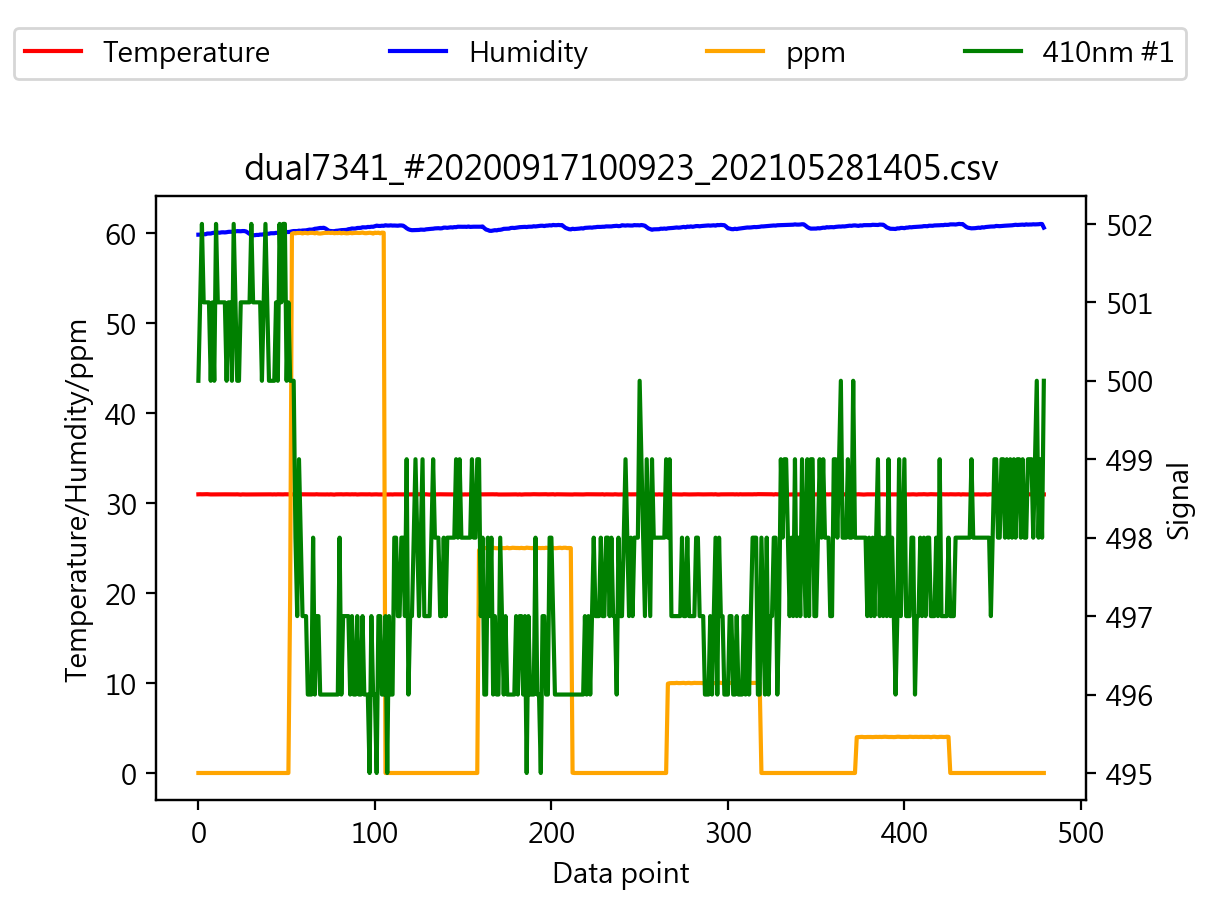 Temperature Humidity ppm 410nm #1
dual7341_#20200917100923_202105281405.csv
Temperature/Humdity/ppm
60
50
40
30
20
10
0
502
501
500
499
498
497
496
495
Signal
0 100 200 300 400 500
Data point